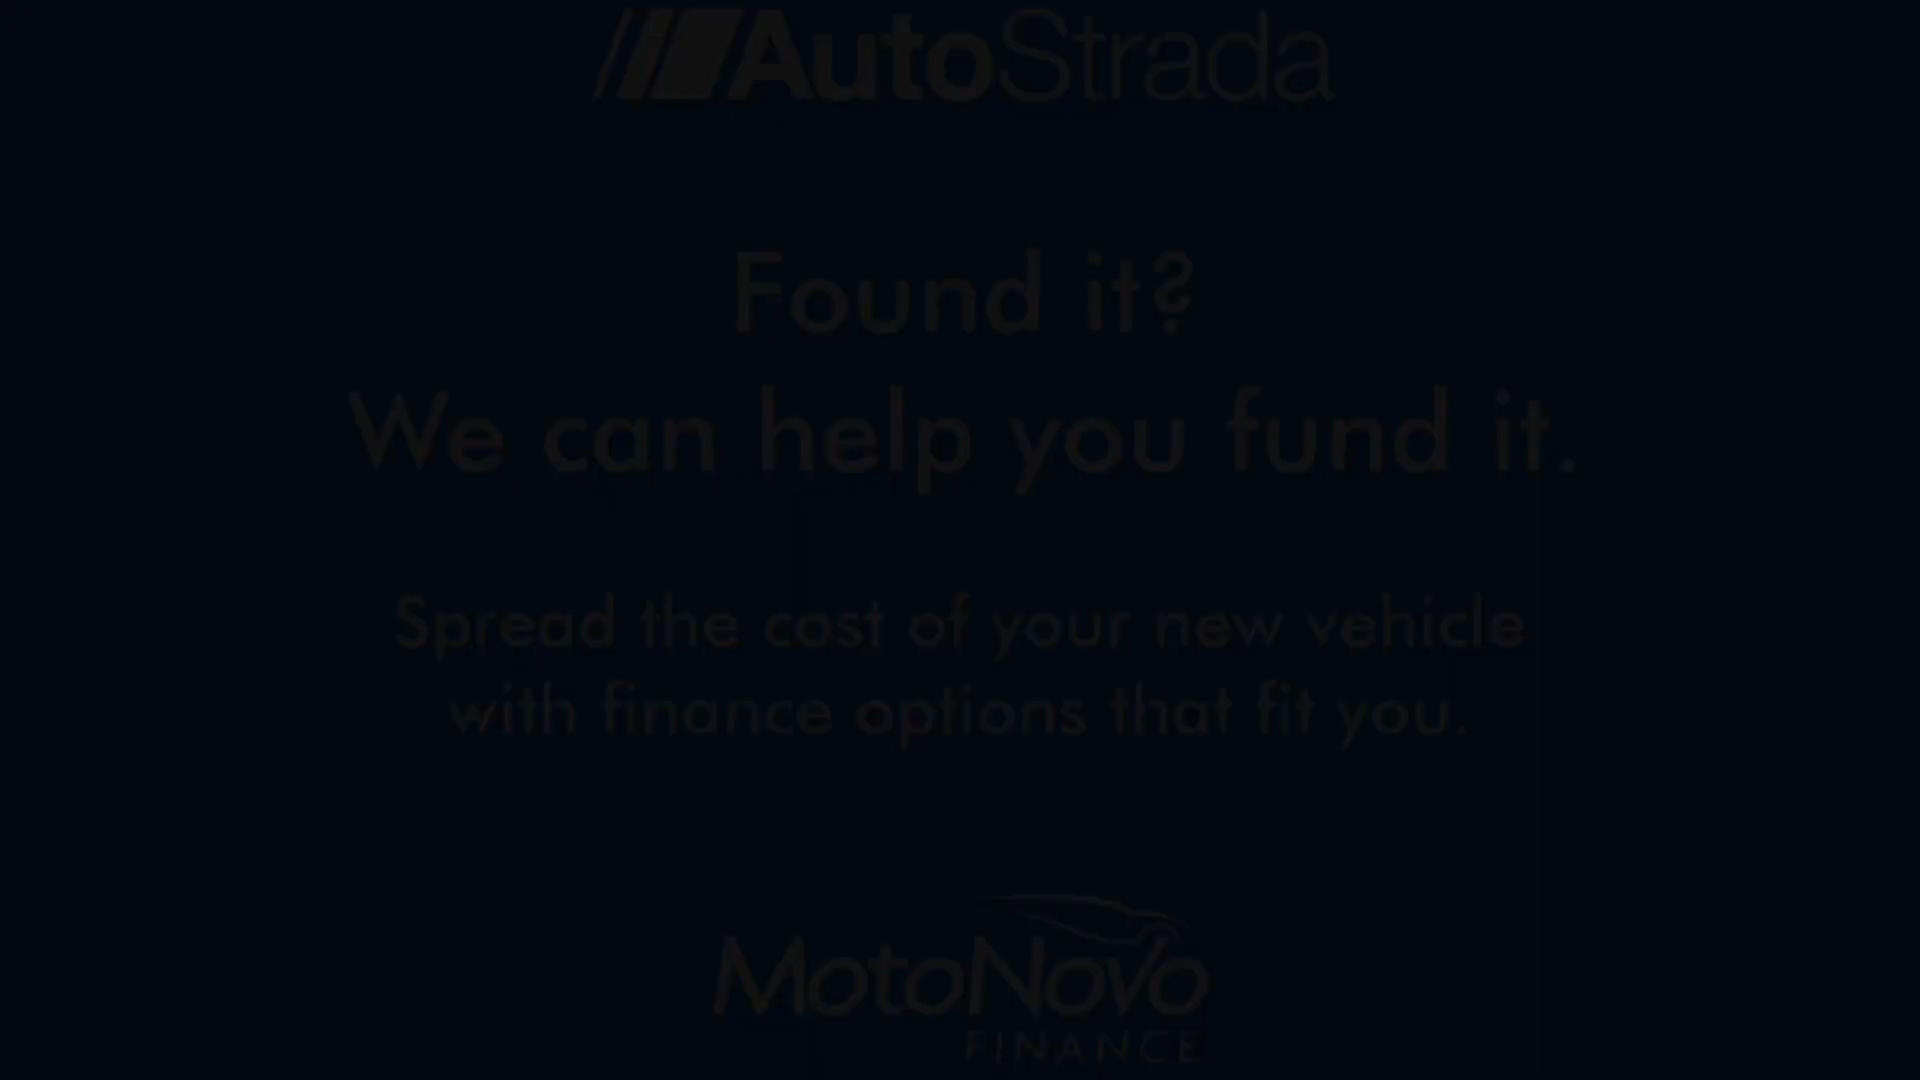 AutoStrada
Found it?
We can help you fund it.
Spread the cost of your new vehicle
with finance options that fit you.
MotoNovo
FINANCE